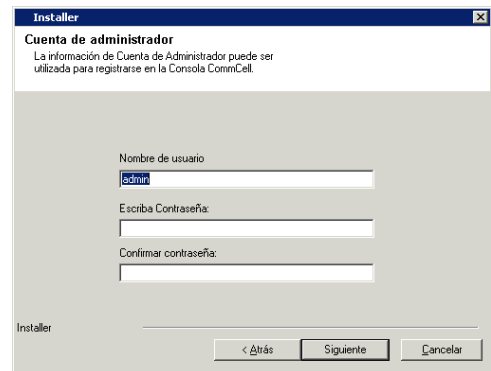 Installer
Cuenta de administrador
La información de Cuenta de Administrador puede ser
utilizada para registrarse en la Consola CommCell.
Nombre de usuario
admin
Escriba Contraseña:
Confirmar contraseña:
Installer
< Atrás
Siguiente
Cancelar